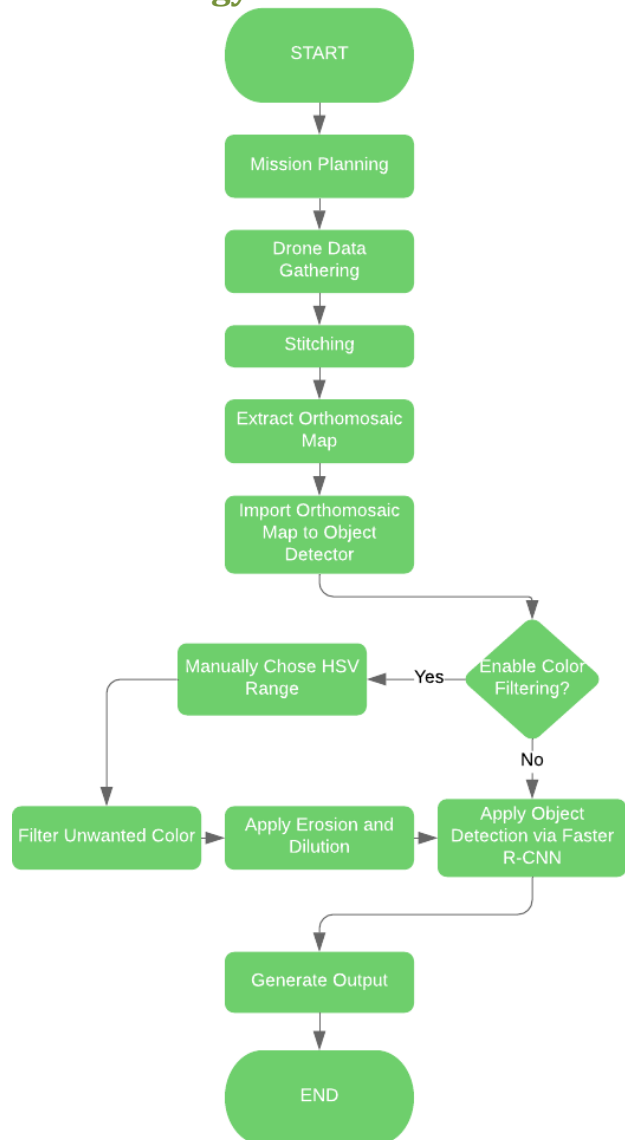 START
Mission Planning
Drone Data
Gathering
Stitching
Extract Orthomosaic
Map
Import Orthomosaic
Map to Object
Detector
Enable Color
Filtering?
Yes
Manually Chose HSV
Range
No
Filter Unwanted Color
Apply Erosion and
Dilution
Apply Object
Detection via Faster
R-CNN
Generate Output
END